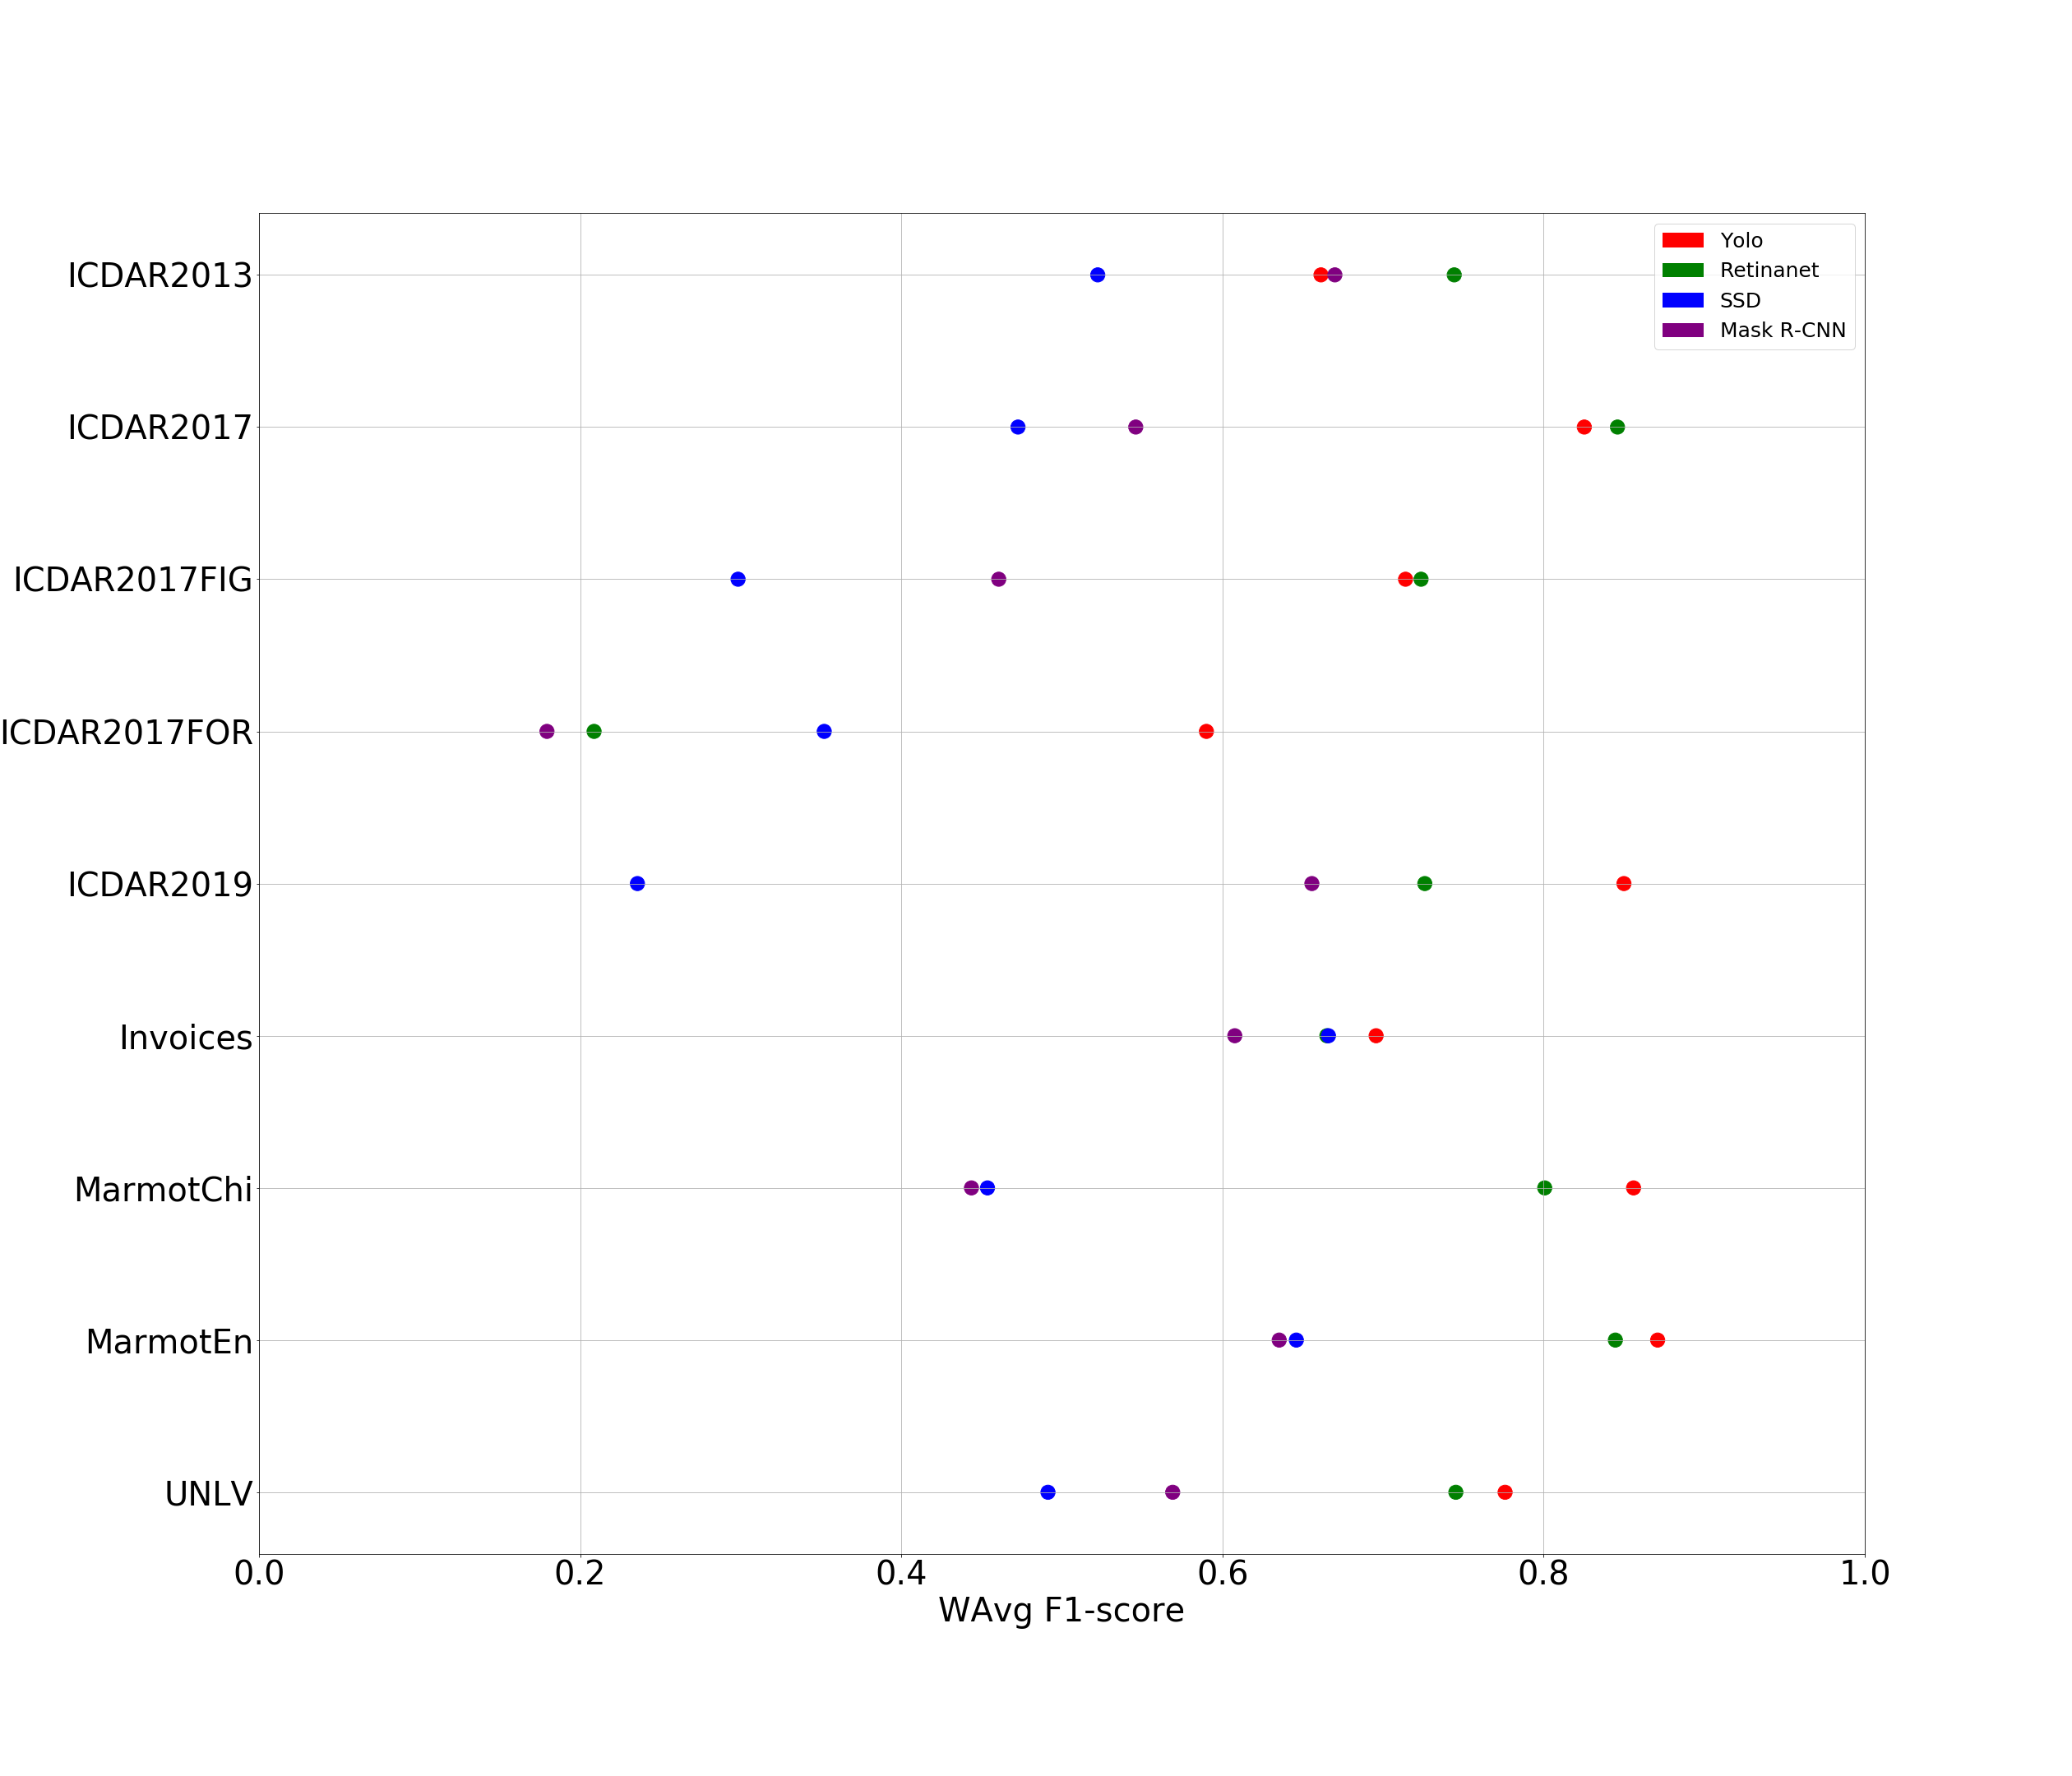 ICDAR2013
ICDAR2017
ICDAR2017FIG
ICDAR2017FOR
ICDAR2019
Invoices
MarmotChi
MarmotEn
UNLV
Yolo
Retinanet
SSD
Mask R-CNN
0.0 0.2 0.4 0.6 0.8 1.0
WAvg F1-score